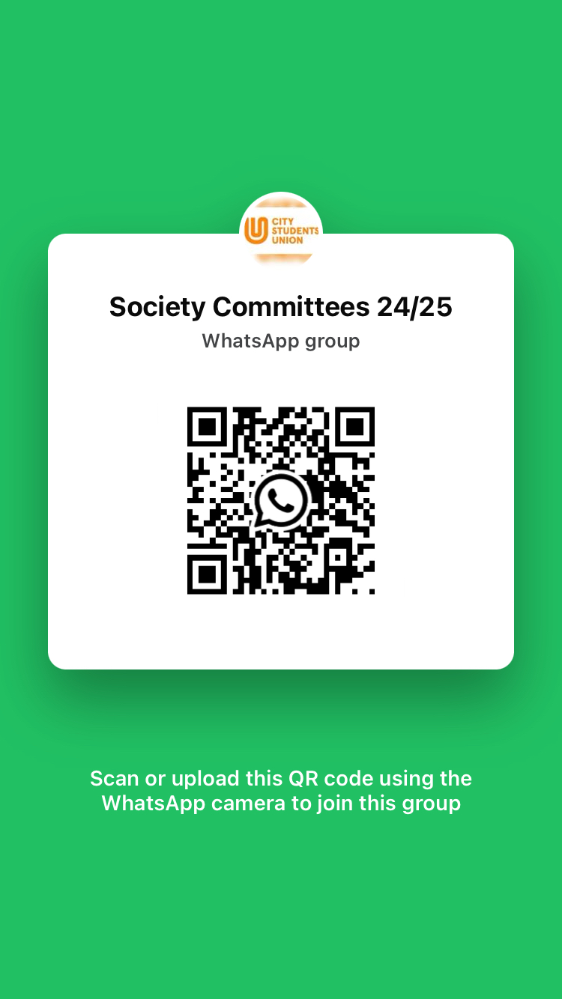 CITY
STUDENTS
UNION
Society Committees 24/25
WhatsApp group
Scan or upload this QR code using the
WhatsApp camera to join this group